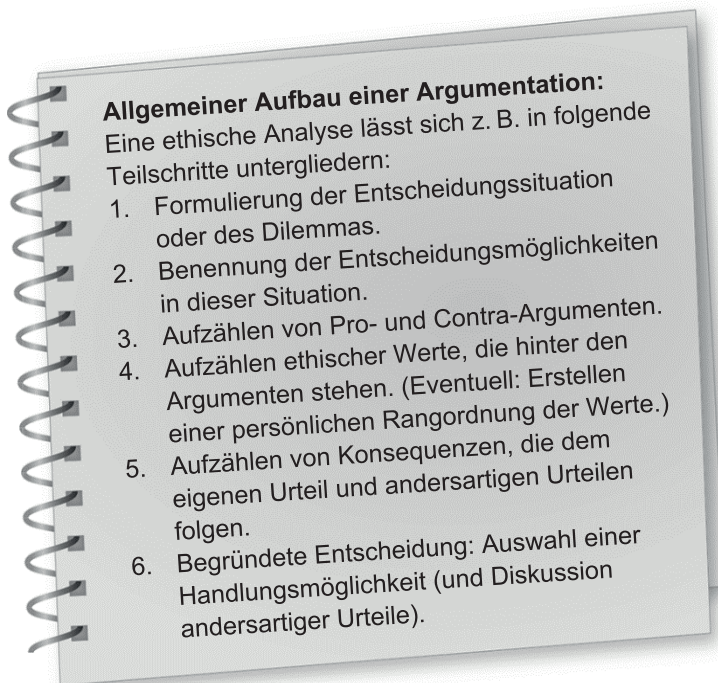 Allgemeiner Aufbau einer Argumentation:
Eine ethische Analyse lässt sich z. B. in folgende
Teilschritte untergliedern:
1. Formulierung der Entscheidungssituation
oder des Dilemmas.
2. Benennung der Entscheidungsmöglichkeiten
in dieser Situation.
3. Aufzählen von Pro- und Contra-Argumenten.
4. Aufzählen ethischer Werte, die hinter den
Argumenten stehen. (Eventuell: Erstellen
einer persönlichen Rangordnung der Werte.)
5. Aufzählen von Konsequenzen, die dem
eigenen Urteil und andersartigen Urteilen
folgen.
6. Begründete Entscheidung: Auswahl einer
Handlungsmöglichkeit (und Diskussion
andersartiger Urteile).